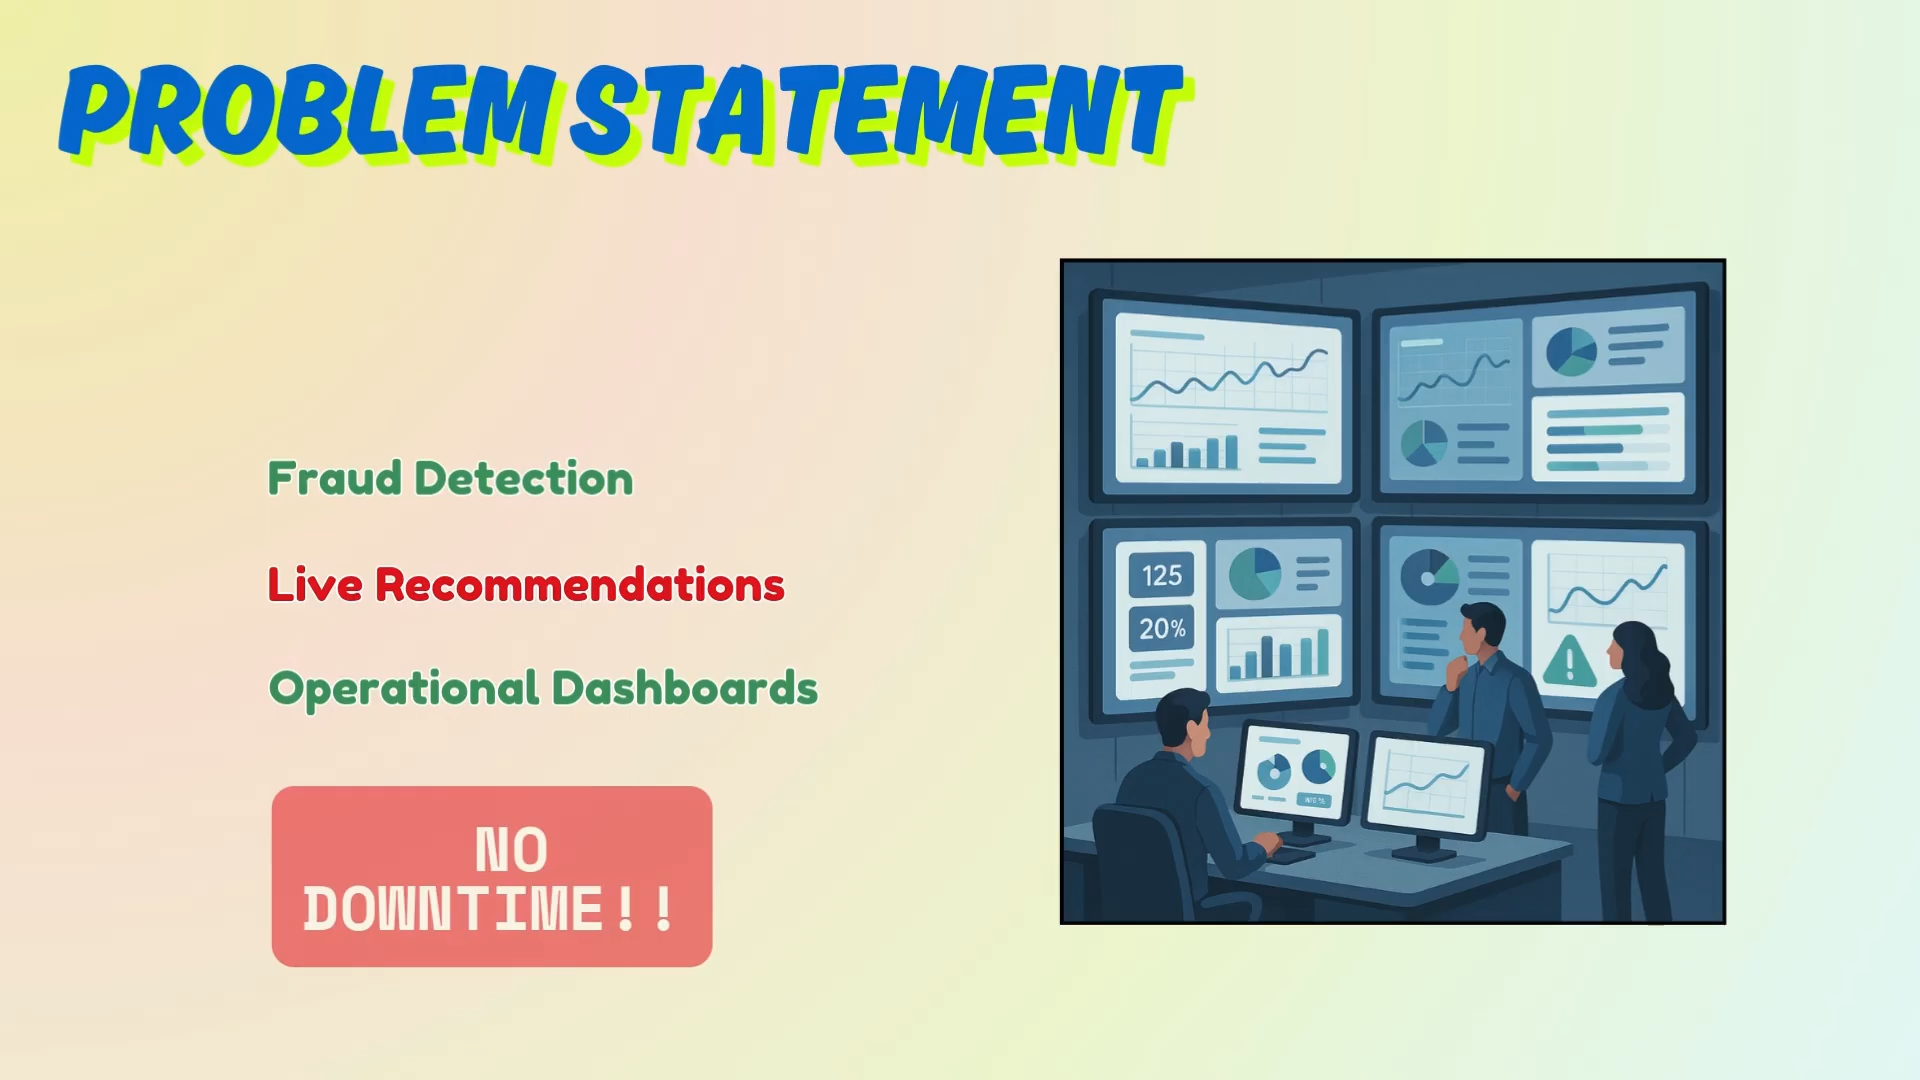 PROBLEM STATEMENT
Fraud Detection
Live Recommendations
Operational Dashboards
NO
DOWNTIME!!
125
20%